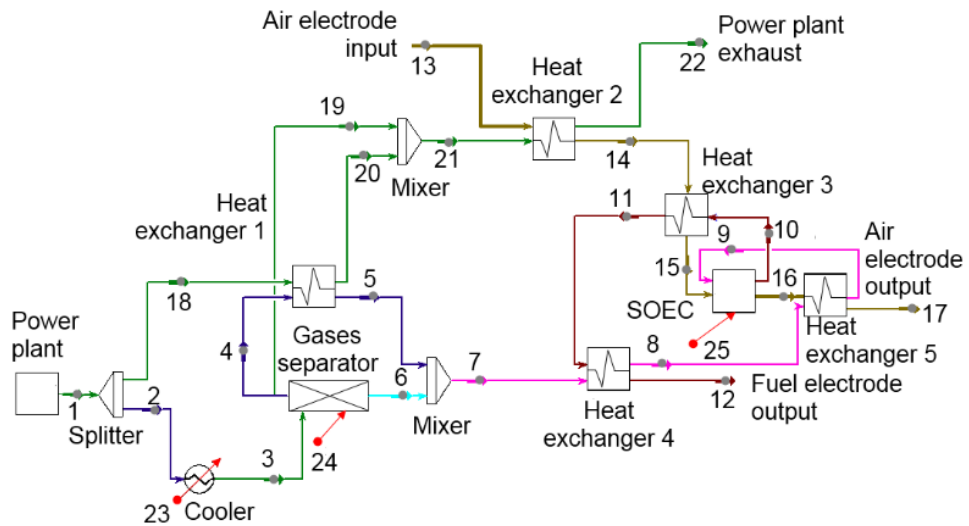 Air electrode
input
13
Heat
exchanger 2
Power plant
exhaust
22
19
20
21
Mixer
14
Heat
exchanger 3
Heat
exchanger 1
11
10
9
Air
electrode
output
15
16
17
SOEC
25
Heat
exchanger 5
18
5
Power
plant
4
Gases
separator
6
7
8
1
2
Splitter
Mixer
Heat
exchanger 4
12
Fuel electrode
output
3
24
23
Cooler